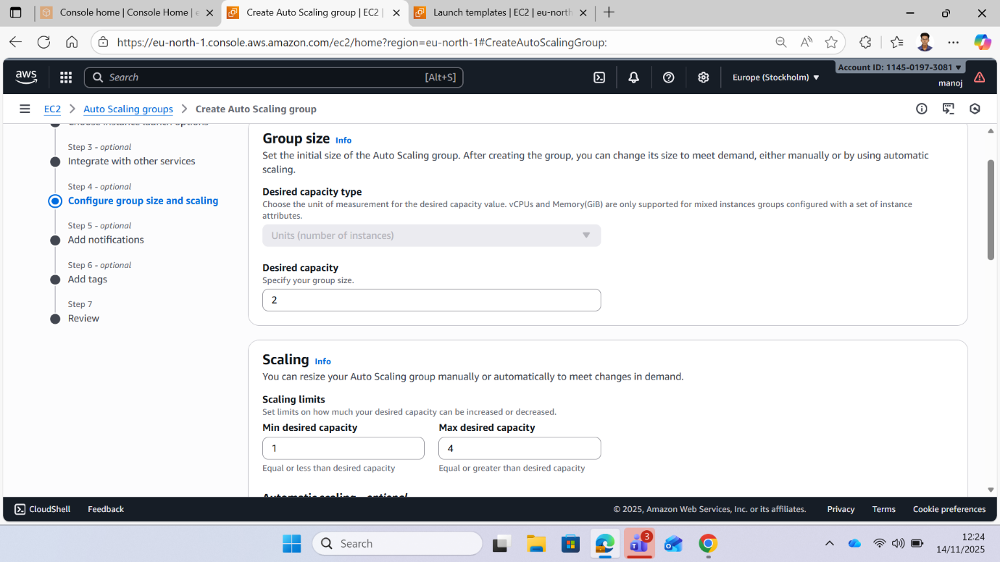 Console home | Console Home | e
Create Auto Scaling group | EC2 |
Launch templates | EC2 | eu-north
https://eu-north-1.console.aws.amazon.com/ec2/home?region=eu-north-1#CreateAutoScalingGroup:
aws
Search
[Alt+S]
Europe (Stockholm)
Account ID: 1145-0197-3081
manoj
EC2
Auto Scaling groups
Create Auto Scaling group
Choose instance launch options
Step 3 - optional
Integrate with other services
Step 4 - optional
Configure group size and scaling
Step 5 - optional
Add notifications
Step 6 - optional
Add tags
Step 7
Review
Group size Info
Set the initial size of the Auto Scaling group. After creating the group, you can change its size to meet demand, either manually or by using automatic
scaling.
Desired capacity type
Choose the unit of measurement for the desired capacity value. vCPUs and Memory(GiB) are only supported for mixed instances groups configured with a set of instance
attributes.
Units (number of instances)
Desired capacity
Specify your group size.
2
Scaling Info
You can resize your Auto Scaling group manually or automatically to meet changes in demand.
Scaling limits
Set limits on how much your desired capacity can be increased or decreased.
Min desired capacity
Max desired capacity
1
4
Equal or less than desired capacity
Equal or greater than desired capacity
Automatic scaling - optional
CloudShell
Feedback
© 2025, Amazon Web Services, Inc. or its affiliates.
Privacy
Terms
Cookie preferences
Search
3
12:24
14/11/2025